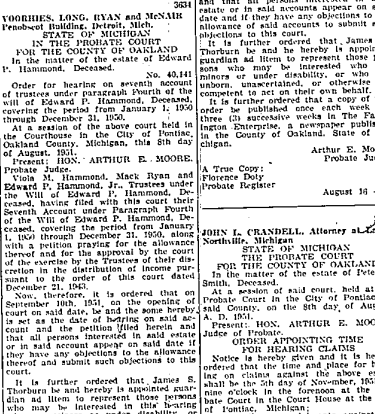 3634
VOORHIES, LONG, RYAN and McNAIR
Penobscot Building, Detroit, Mich.
STATE OF MICHIGAN
IN THE PROBATE COURT
FOR THE COUNTY OF OAKLAND
In the matter of the estate of Edward
P. Hammond, Deceased.
No. 40,141
Order for hearing on seventh account
of trustees under paragraph Fourth of the
will of Edward P. Hammond, Deceased,
covering the period from January 1, 1950
through December 31, 1950.
At a session of the above court held in
the Courthouse in the City of Pontiac,
Oakland County, Michigan, this 8th day
of August, 1951.
Present: HON. ARTHUR E. MOORE,
Probate Judge.
Viola M. Hammond, Mack Ryan and
Edward P. Hammond, Jr., Trustees under
the Will of Edward P. Hammond, De-
ceased, having filed with this court their
Seventh Account under Paragraph Fourth
of the Will of Edward P. Hammond, De-
ceased, covering the period from January
1, 1950 through December 31, 1950, along
with a petition praying for the allowance
thereof and for the approval by the court
of the exercise by the Trustees of their dis-
cretion in the distribution of income pur-
suant to the order of this court dated
December 21, 1943.
Now, therefore, it is ordered that on
September 10th, 1951, on the opening of
court on said date, be and the same hereby
is set as the date of hearing on said ac-
count and the petition filed herein and
that all persons interested in said estate
or in said account appear on said date if
they have any objections to the allowance
thereof and submit such objections to this
court.
It is further ordered that James S.
Thorburn be and he hereby is appointed guar-
dian ad litem to represent those persons
who may be interested in this hearing
and that all persons interested
estate or in said account appear on s
date and if they have any objections to
allowance of said accounts to submit s
objections to this court.
It is further ordered that James
Thorburn be and he hereby is appoin
guardian ad litem to represent those p
sons who may be interested who
minors or under disability, or who
unborn, unascertained, or otherwise
competent to act on their own behalf.
It is further ordered that a copy of
order be published once each week
three (3) successive weeks in The Fa
ington Enterprise, a newspaper publis
in the County of Oakland, State of
chigan.
Arthur E. Mo
Probate Jud
A True Copy:
Florence Doty
Probate Register
August 16
JOHN L. CRANDELL, Attorney at La
Northville, Michigan
STATE OF MICHIGAN
THE PROBATE COURT
FOR THE COUNTY OF OAKLAND
In the matter of the estate of Pete
Smith, Deceased.
At a session of said court, held at
Probate Court in the City of Pontiac
said County, on the 8th day of Aug
A. D. 1951.
Present: HON. ARTHUR E. MOO
Judge of Probate.
ORDER APPOINTING TIME
FOR HEARING CLAIMS
Notice is hereby given and it is he
ordered that the time and place for h
ing on claims against the above es
shall be the 5th day of November, 1951
nine o'clock in the forenoon at the
bate Court in the Court House at the
of Pontiac, Michigan;